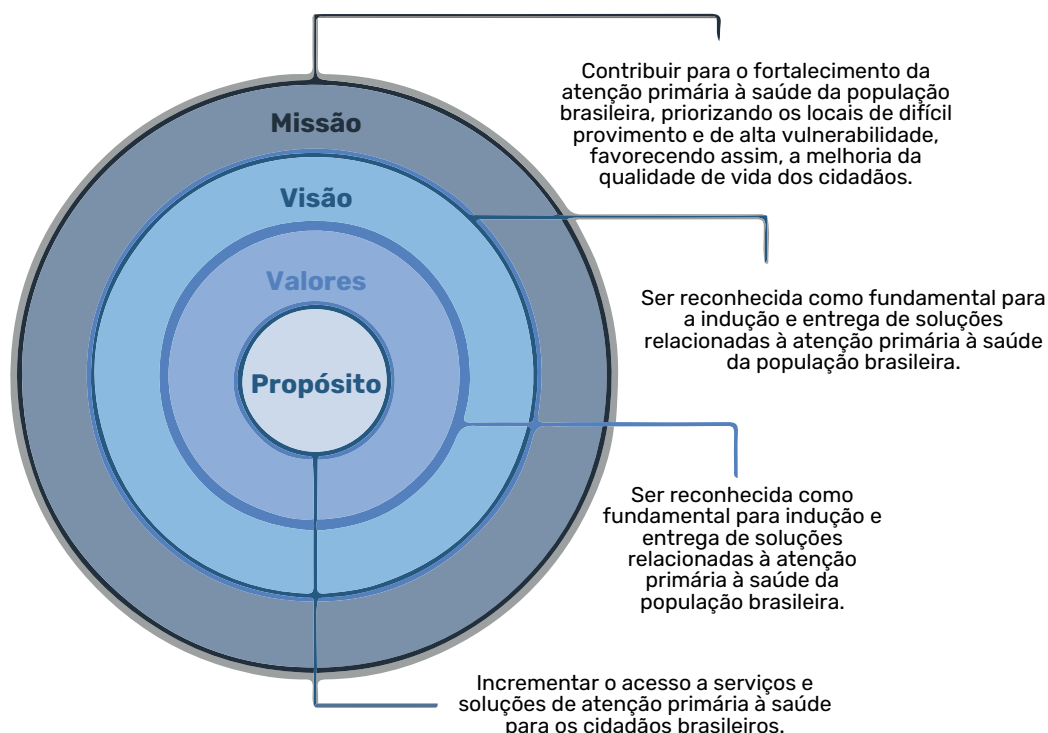 Missão
Contribuir para o fortalecimento da
atenção primária à saúde da população
brasileira, priorizando os locais de difícil
provimento e de alta vulnerabilidade,
favorecendo assim, a melhoria da
qualidade de vida dos cidadãos.
Visão
Ser reconhecida como fundamental para
a indução e entrega de soluções
relacionadas à atenção primária à saúde
da população brasileira.
Valores
Ser reconhecida como
fundamental para indução e
entrega de soluções
relacionadas à atenção
primária à saúde da
população brasileira.
Propósito
Incrementar o acesso a serviços e
soluções de atenção primária à saúde
para os cidadãos brasileiros.